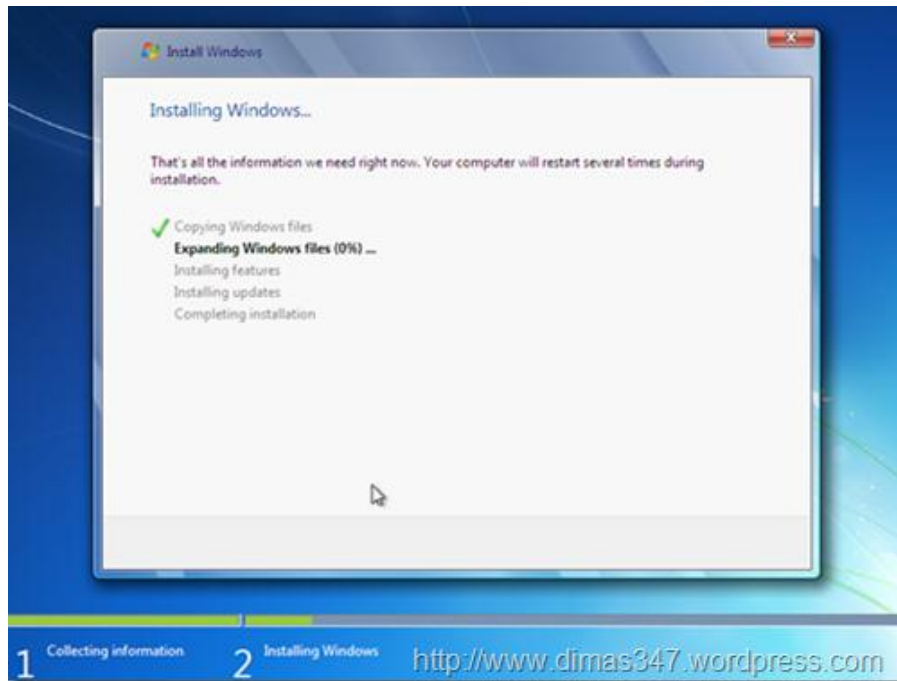 Install Windows
Installing Windows...
That's all the information we need right now. Your computer will restart several times during
installation.
Copying Windows files
Expanding Windows files (0%) ...
Installing features
Installing updates
Completing installation
1 Collecting information
2 Installing Windows
http://www.dimas347.wordpress.com